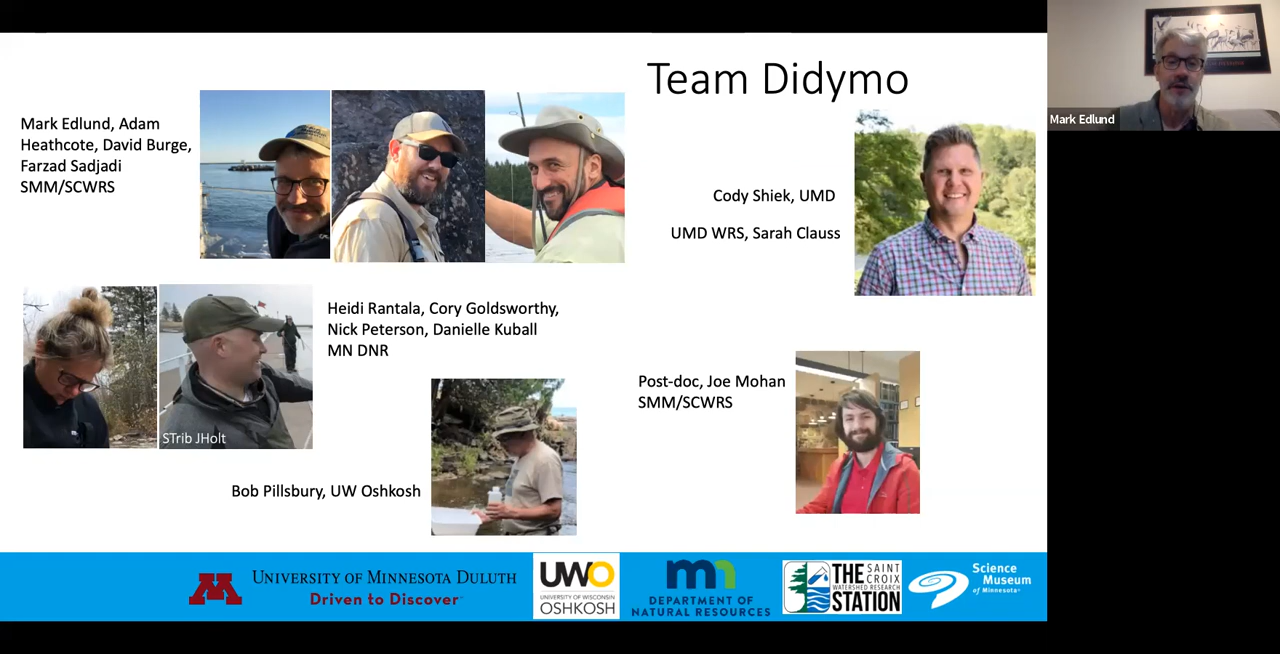 Team Didymo
Mark Edlund, Adam
Heathcote, David Burge,
Farzad Sadjadi
SMM/SCWRS
Cody Shiek, UMD
UMD WRS, Sarah Clauss
Heidi Rantala, Cory Goldsworthy,
Nick Peterson, Danielle Kuball
MN DNR
STrib JHolt
Post-doc, Joe Mohan
SMM/SCWRS
Bob Pillsbury, UW Oshkosh
M
UNIVERSITY OF MINNESOTA DULUTH
Driven to Discover
UWO
UNIVERSITY OF WISCONSIN
OSHKOSH
mn
DEPARTMENT OF
NATURAL RESOURCES
THE SAINT CROIX
WATERSHED RESEARCH
STATION
Science
Museum
of Minnesota
Mark Edlund